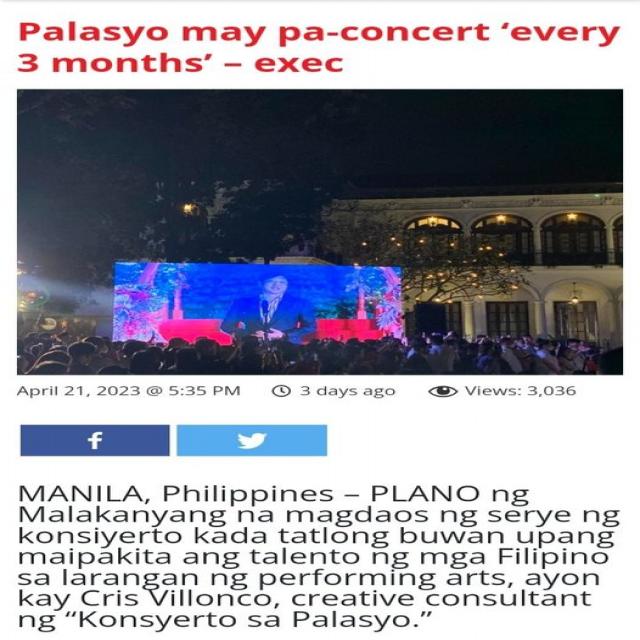 Palasyo may pa-concert ‘every
3 months’ – exec
April 21, 2023 @ 5:35 PM 3 days ago Views: 3,036
f
MANILA, Philippines – PLANO ng
Malakanyang na magdaos ng serye ng
konsiyerto kada tatlong buwan upang
maipakita ang talento ng mga Filipino
sa larangan ng performing arts, ayon
kay Cris Villonco, creative consultant
ng “Konsyerto sa Palasyo.”